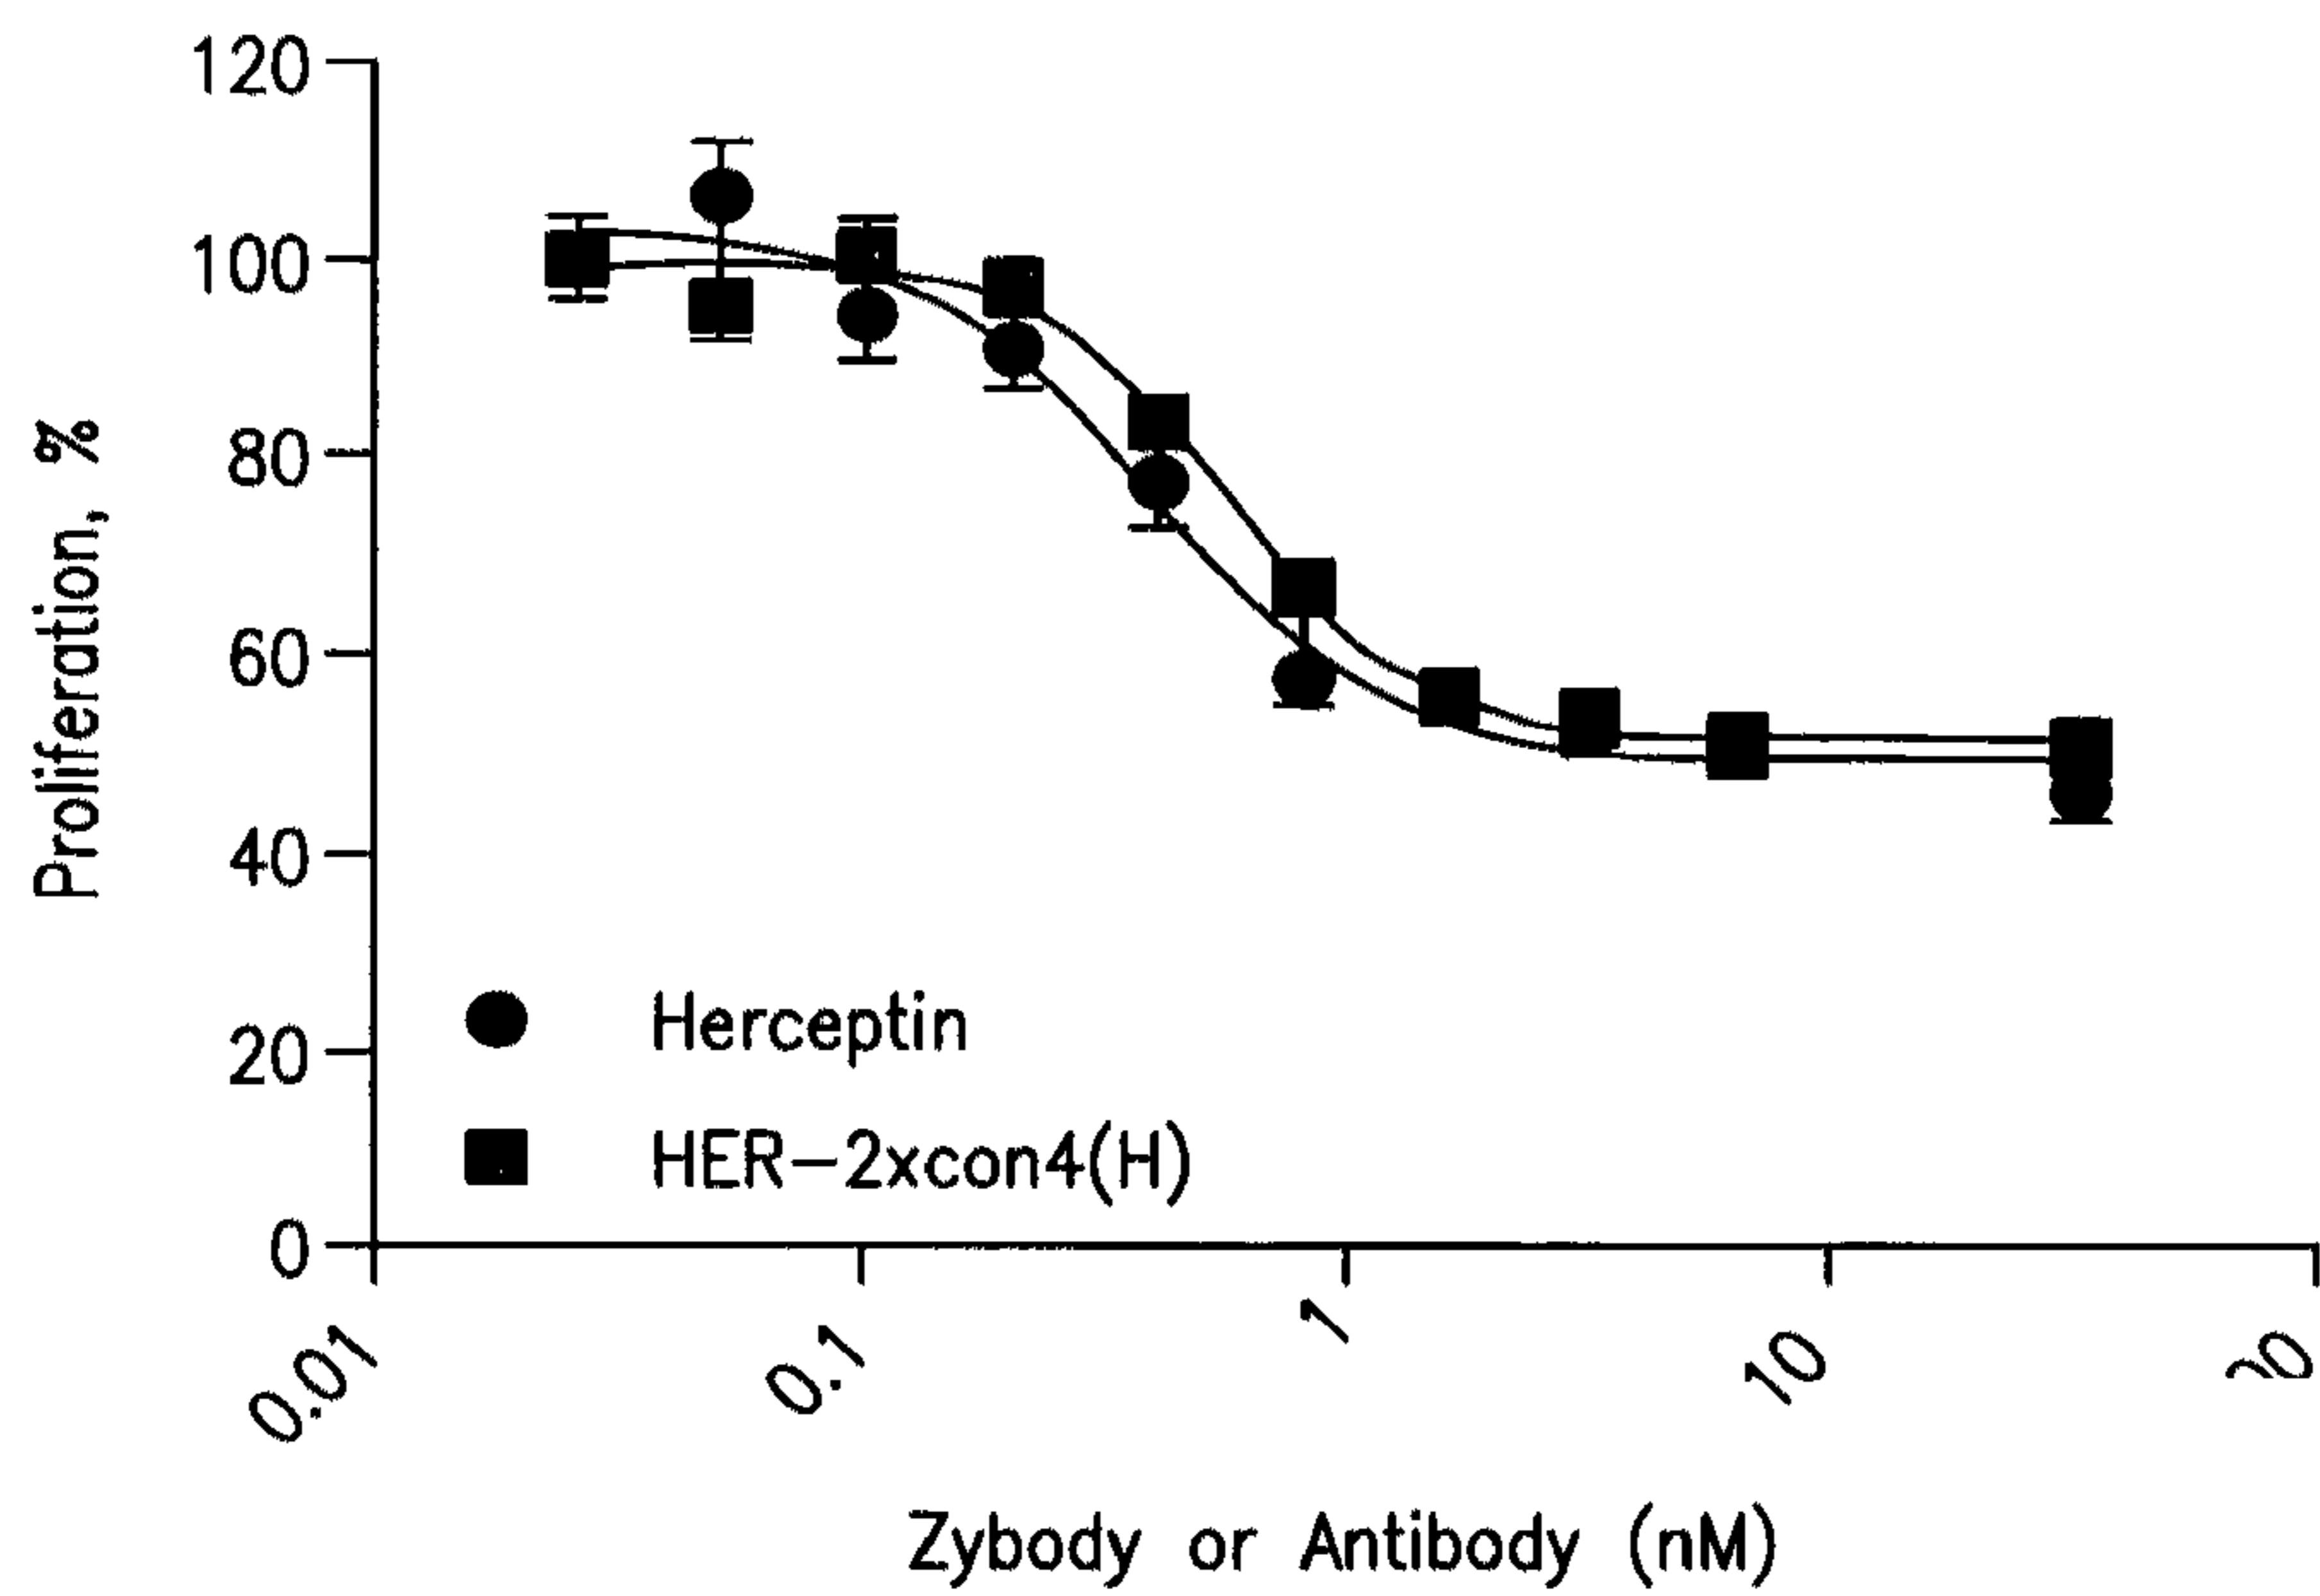 120
100
80
60
40
20
0
Proliferation, %
Herceptin
HER-2xcon4(H)
0.01
0.1
1
10
Zybody or Antibody (nM)